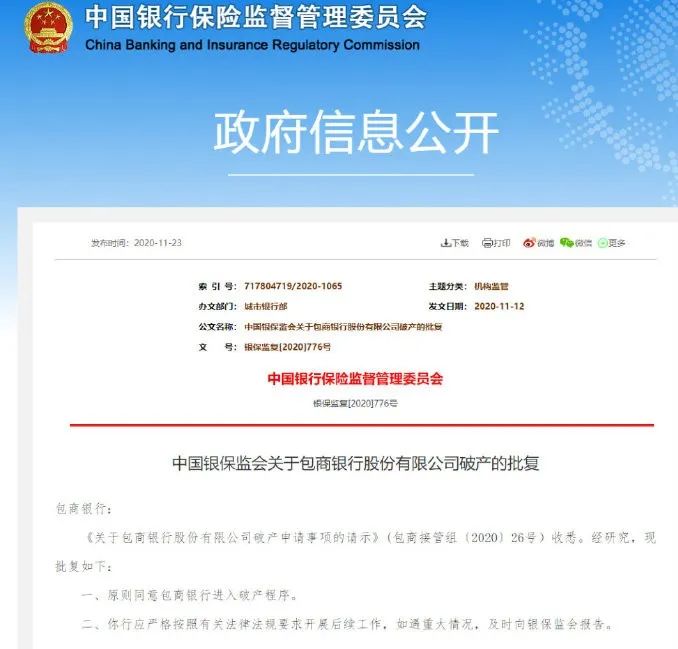 中国银行保险监督管理委员会
China Banking and Insurance Regulatory Commission
政府信息公开
发布时间：2020-11-23 下载 打印 微博 微信 更多
索 引 号：717804719/2020-1065 主题分类：机构监管
办文部门：城市银行部 发文日期：2020-11-12
公文名称：中国银保监会关于包商银行股份有限公司破产的批复
文 号：银保监复[2020]776号
中国银行保险监督管理委员会
银保监复[2020]776号
中国银保监会关于包商银行股份有限公司破产的批复
包商银行：
《关于包商银行股份有限公司破产申请事项的请示》(包商接管组〔2020〕26号）收悉。经研究，现
批复如下：
一、原则同意包商银行进入破产程序。
二、你行应严格按照有关法律法规要求开展后续工作，如遇重大情况，及时向银保监会报告。